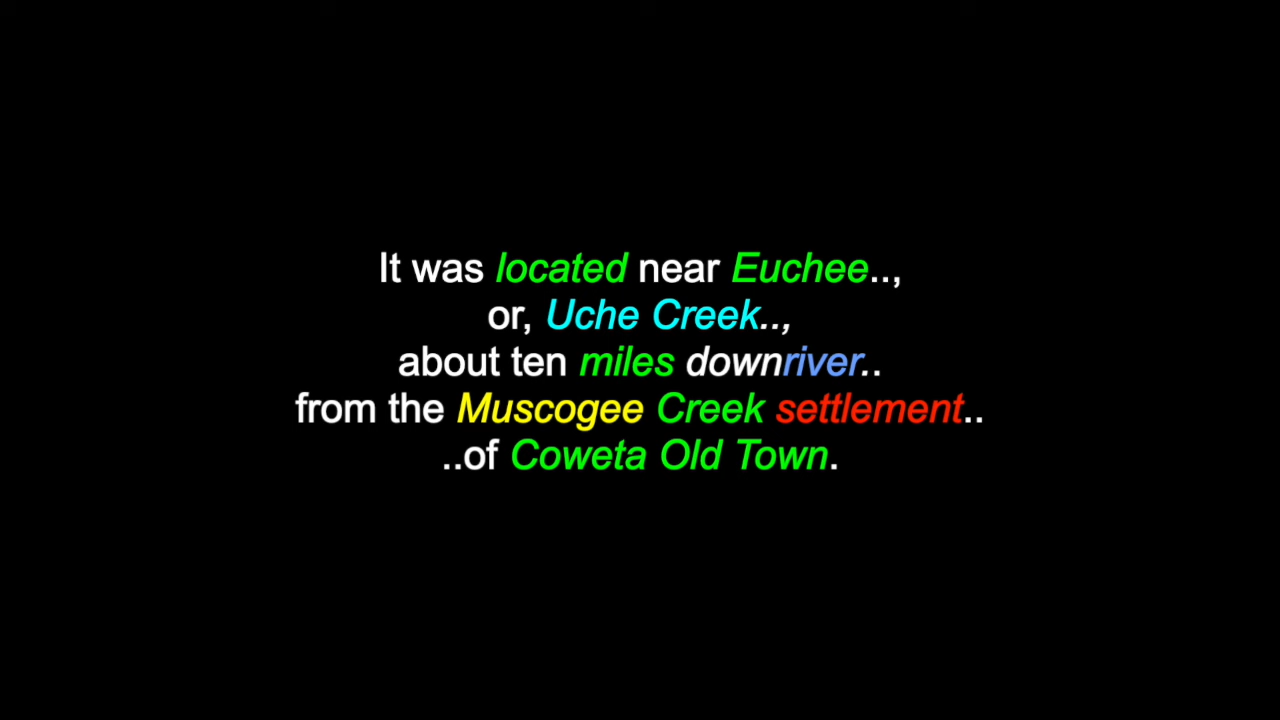 It was located near Euchee..,
or, Uche Creek..,
about ten miles downriver..
from the Muscogee Creek settlement..
..of Coweta Old Town.